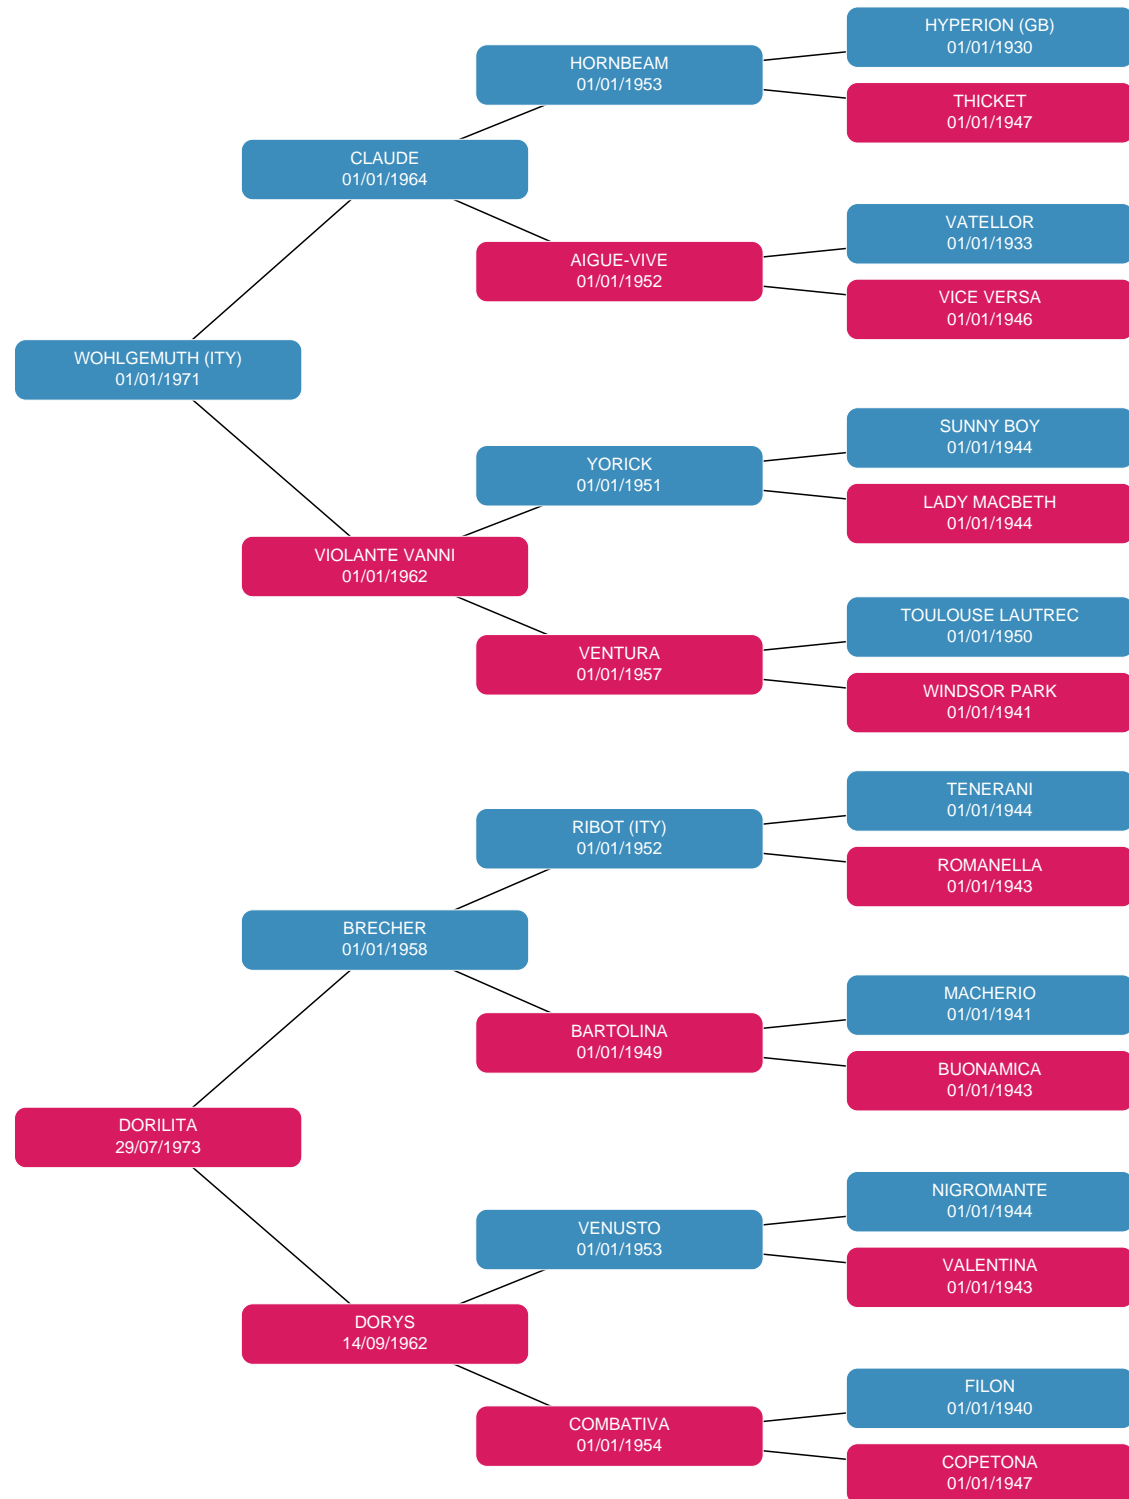 HYPERION (GB)
01/01/1930
HORNBEAM
01/01/1953
THICKET
01/01/1947
CLAUDE
01/01/1964
VATELLOR
01/01/1933
AIGUE-VIVE
01/01/1952
VICE VERSA
01/01/1946
WOHLGEMUTH (ITY)
01/01/1971
SUNNY BOY
01/01/1944
YORICK
01/01/1951
LADY MACBETH
01/01/1944
VIOLANTE VANNI
01/01/1962
TOULOUSE LAUTREC
01/01/1950
VENTURA
01/01/1957
WINDSOR PARK
01/01/1941
TENERANI
01/01/1944
RIBOT (ITY)
01/01/1952
ROMANELLA
01/01/1943
BRECHER
01/01/1958
MACHERIO
01/01/1941
BARTOLINA
01/01/1949
BUONAMICA
01/01/1943
DORILITA
29/07/1973
NIGROMANTE
01/01/1944
VENUSTO
01/01/1953
VALENTINA
01/01/1943
DORYS
14/09/1962
FILON
01/01/1940
COMBATIVA
01/01/1954
COPETONA
01/01/1947